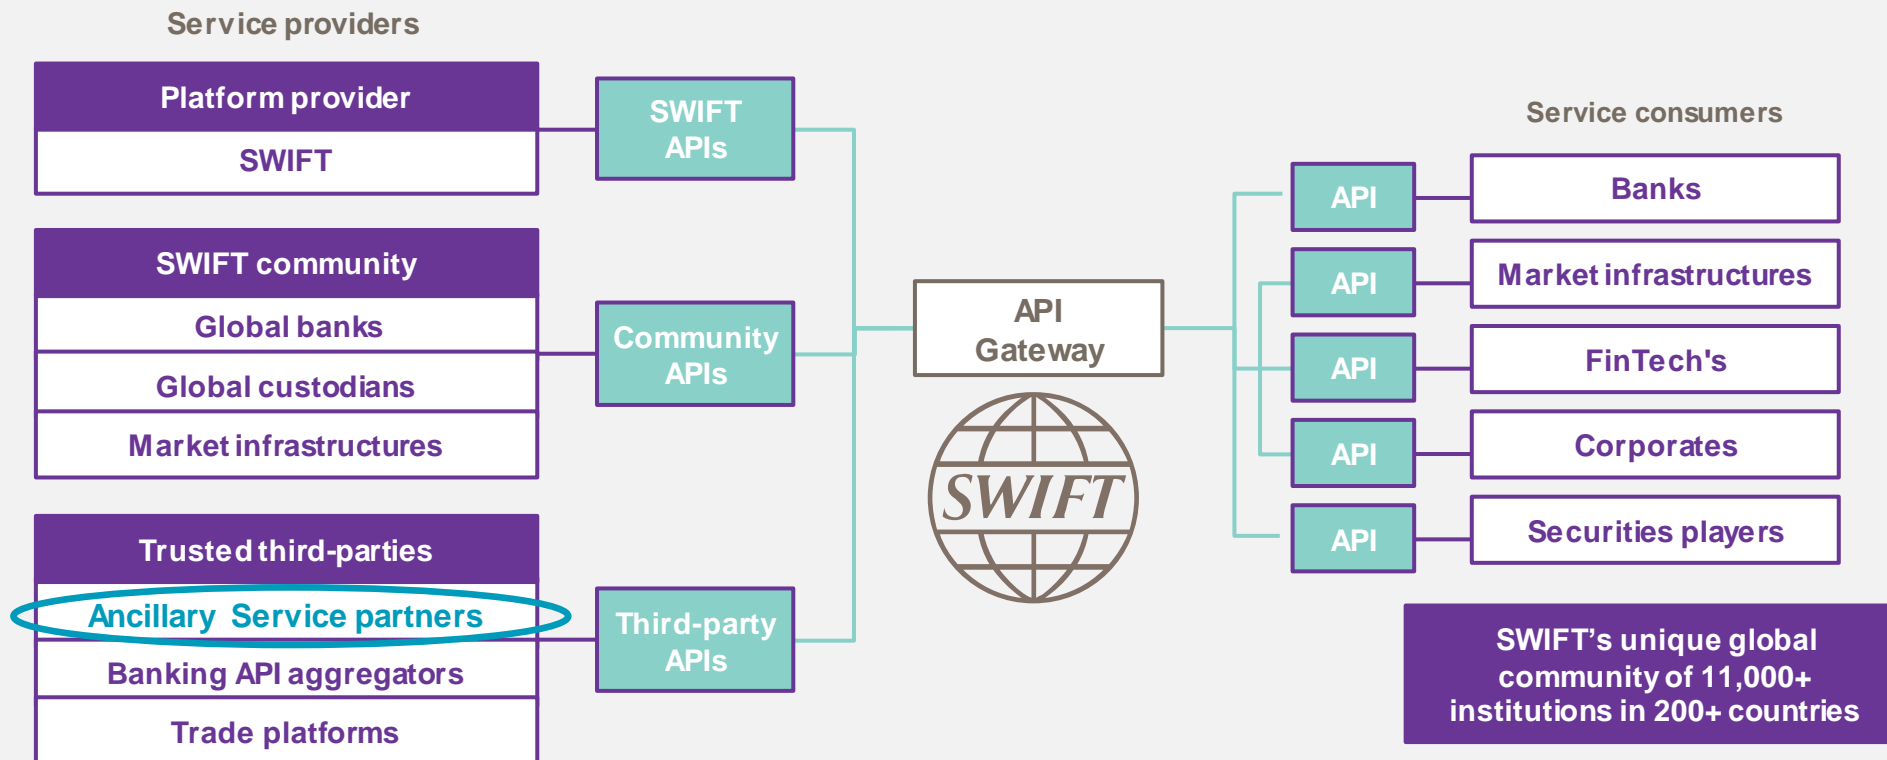 Service providers
Platform provider
SWIFT
SWIFT
APIs
SWIFT community
Global banks
Global custodians
Market infrastructures
Community
APIs
Trusted third-parties
Ancillary Service partners
Banking API aggregators
Trade platforms
Third-party
APIs
API
Gateway
SWIFT
Service consumers
API
Banks
API
Market infrastructures
API
FinTech's
API
Corporates
API
Securities players
SWIFT’s unique global
community of 11,000+
institutions in 200+ countries